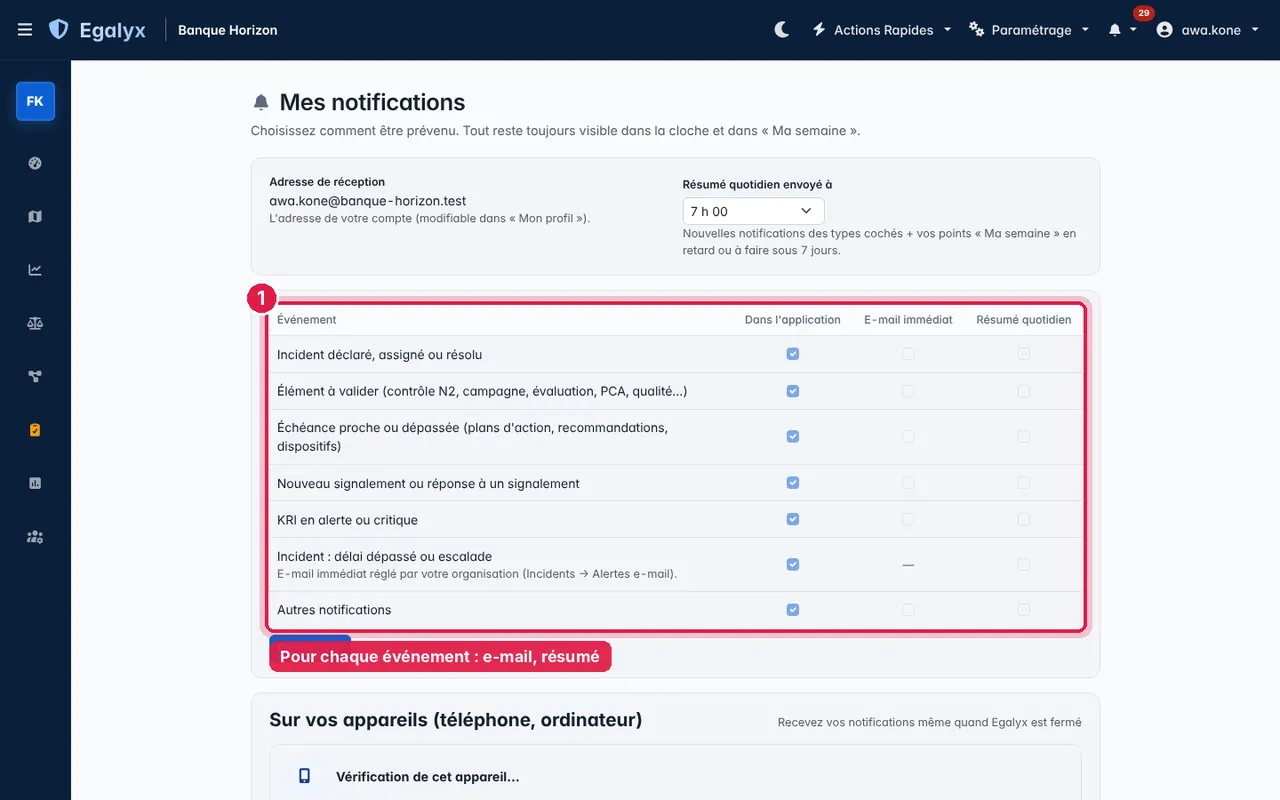 Egalyx
Banque Horizon
Actions Rapides
Paramétrage
29
awa.kone
FK
Mes notifications
Choisissez comment être prévenu. Tout reste toujours visible dans la cloche et dans « Ma semaine ».
Adresse de réception
awa.kone@banque-horizon.test
L'adresse de votre compte (modifiable dans « Mon profil »).
Résumé quotidien envoyé à
7 h 00
Nouvelles notifications des types cochés + vos points « Ma semaine » en
retard ou à faire sous 7 jours.
1
Événement Dans l'application E-mail immédiat Résumé quotidien
Incident déclaré, assigné ou résolu
Élément à valider (contrôle N2, campagne, évaluation, PCA, qualité...)
Échéance proche ou dépassée (plans d'action, recommandations,
dispositifs)
Nouveau signalement ou réponse à un signalement
KRI en alerte ou critique
Incident : délai dépassé ou escalade —
E-mail immédiat réglé par votre organisation (Incidents → Alertes e-mail).
Autres notifications
Pour chaque événement : e-mail, résumé
Sur vos appareils (téléphone, ordinateur)
Recevez vos notifications même quand Egalyx est fermé
Vérification de cet appareil...